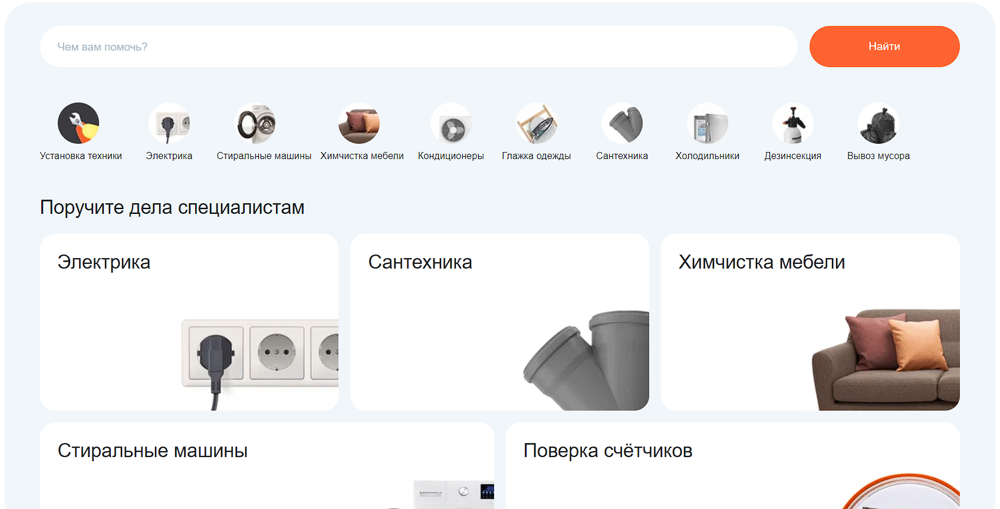 Чем вам помочь?
Найти
Установка техники
Электрика
Стиральные машины
Химчистка мебели
Кондиционеры
Глажка одежды
Сантехника
Холодильники
Дезинсекция
Вывоз мусора
Поручите дела специалистам
Электрика
Сантехника
Химчистка мебели
Стиральные машины
Поверка счётчиков